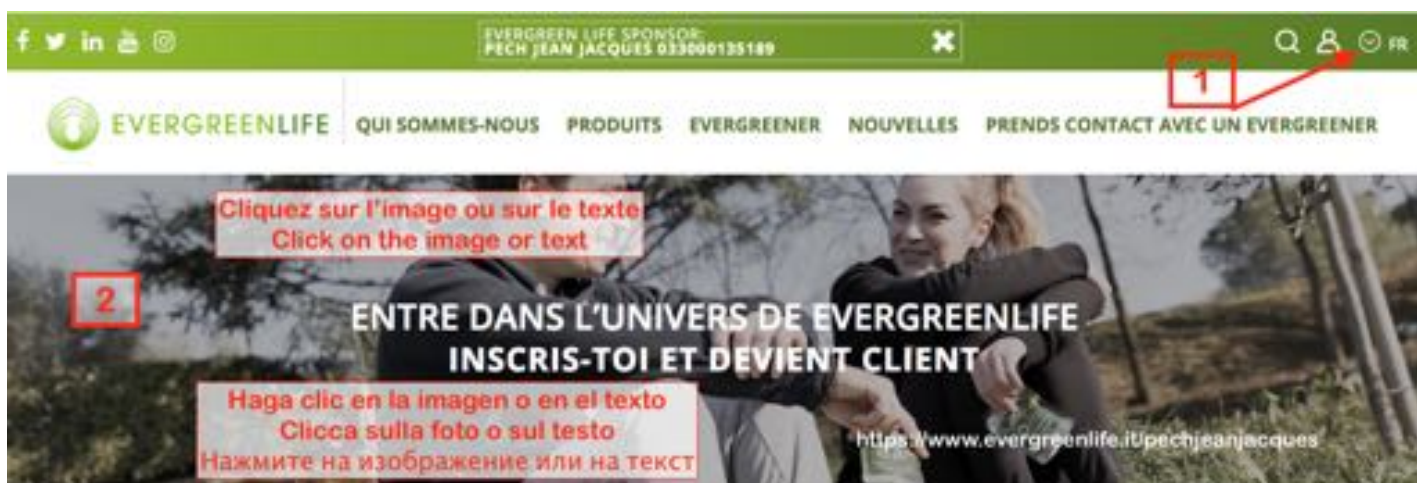 EVERGREEN LIFE SPONSOR:
PECH JEAN JACQUES 033000135189
FR
1
EVERGREENLIFE
QUI SOMMES-NOUS PRODUITS EVERGREENER NOUVELLES PRENDS CONTACT AVEC UN EVERGREENER
Cliquez sur l'image ou sur le texte
Click on the image or text
2
ENTRE DANS L'UNIVERS DE EVERGREENLIFE
INSCRIS-TOI ET DEVIENT CLIENT
Haga clic en la imagen o en el texto
Clicca sulla foto o sul testo
Нажмите на изображение или на текст
https://www.evergreenlife.it/pechjeanjacques